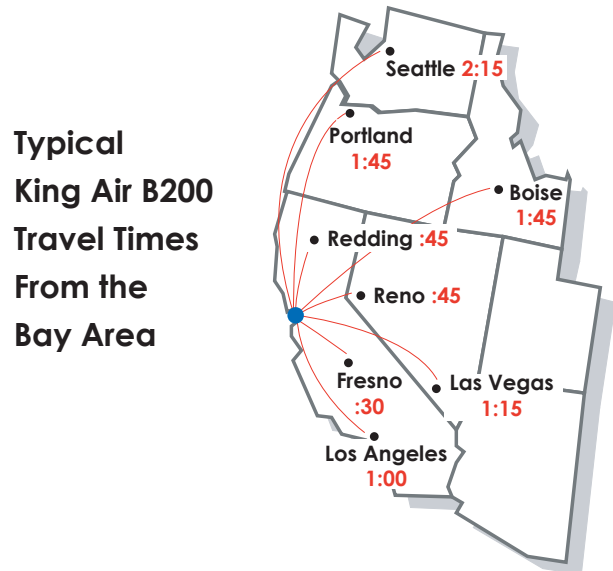 Typical
King Air B200
Travel Times
From the
Bay Area
Seattle 2:15
Portland
1:45
Boise
1:45
Redding :45
Reno :45
Fresno
:30
Las Vegas
1:15
Los Angeles
1:00